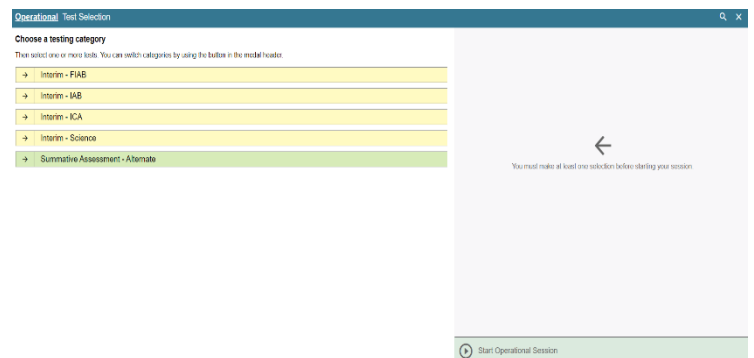 Operational Test Selection
Choose a testing category
Then select one or more tests. You can switch categories by using the button in the modal header.
Interim - FIAB
Interim - IAB
Interim - ICA
Interim - Science
Summative Assessment - Alternate
You must make at least one selection before starting your session.
Start Operational Session